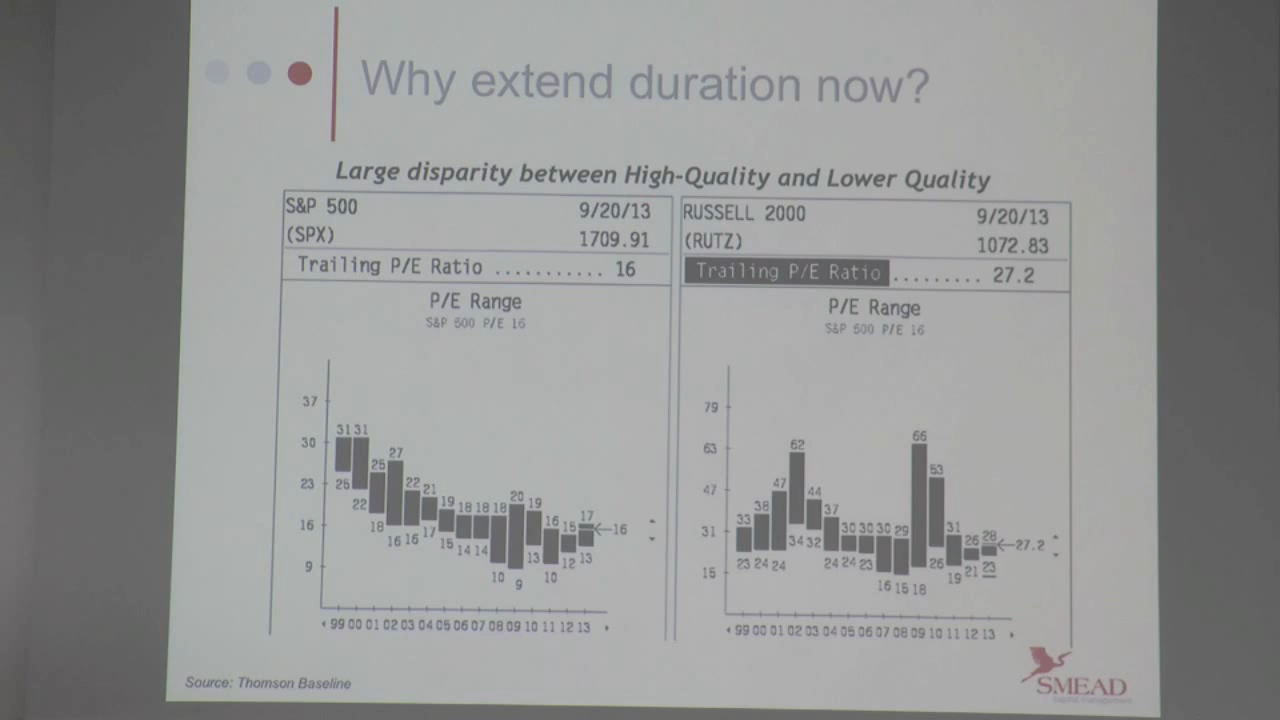 Why extend duration now?
Large disparity between High-Quality and Lower Quality
S&P 500 9/20/13
(SPX) 1709.91
Trailing P/E Ratio ........... 16
P/E Range
S&P 500 P/E 16
37
30
23
16
9
31 31 25 27 22 21 19 18 18 18 20 19 16 15 17
25 22 18 16 16 17 15 14 14 10 9 13 10 12 13
16
99 00 01 02 03 04 05 06 07 08 09 10 11 12 13
RUSSELL 2000 9/20/13
(RUTZ) 1072.83
Trailing P/E Ratio ......... 27.2
P/E Range
S&P 500 P/E 16
79
63
47
31
15
33 38 47 62 44 37 30 30 30 29 66 53 31 26 28
23 24 24 34 32 24 24 23 16 15 18 26 19 21 23
27.2
99 00 01 02 03 04 05 06 07 08 09 10 11 12 13
Source: Thomson Baseline
SMEAD
Capital Management